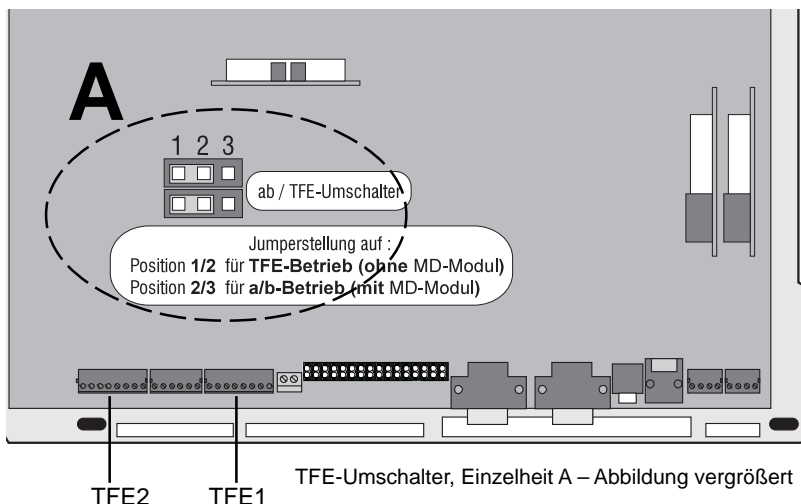 A
1 2 3
ab / TFE-Umschalter
Jumperstellung auf :
Position 1/2 für TFE-Betrieb (ohne MD-Modul)
Position 2/3 für a/b-Betrieb (mit MD-Modul)
TFE2 TFE1
TFE-Umschalter, Einzelheit A – Abbildung vergrößert